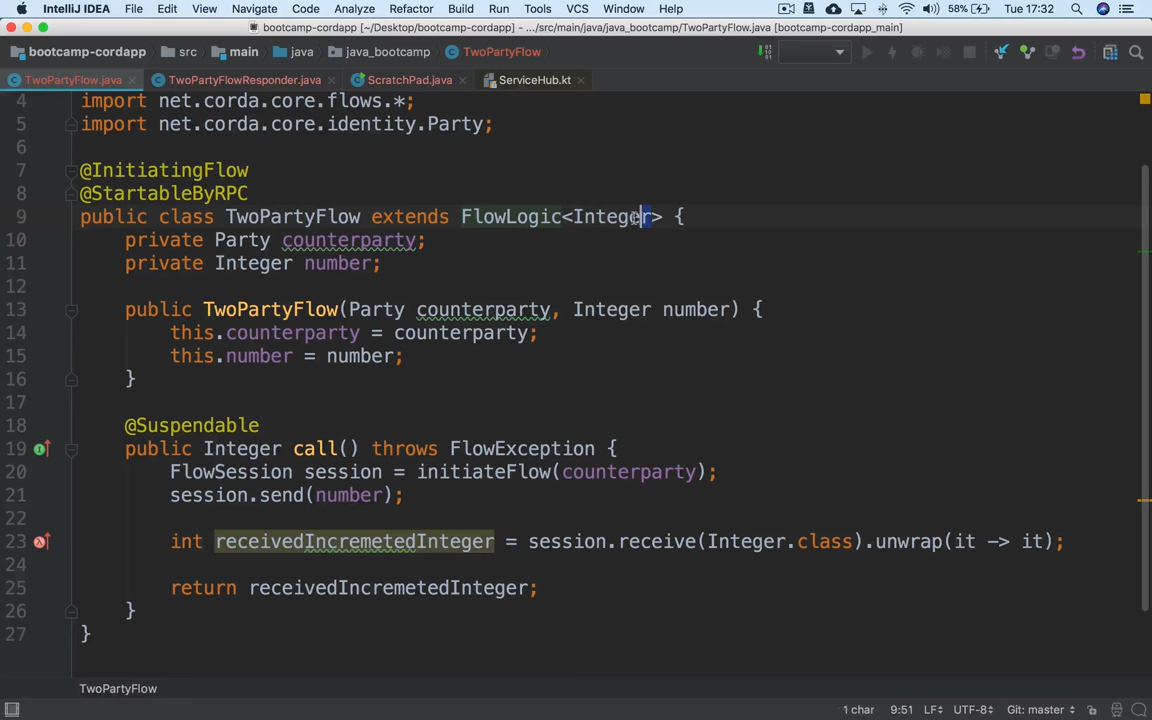 IntelliJ IDEA File Edit View Navigate Code Analyze Refactor Build Run Tools VCS Window Help 58% Tue 17:32
bootcamp-cordapp [~/Desktop/bootcamp-cordapp] - .../src/main/java/java_bootcamp/TwoPartyFlow.java [bootcamp-cordapp_main]
bootcamp-cordapp src main java java_bootcamp TwoPartyFlow
TwoPartyFlow.java TwoPartyFlowResponder.java ScratchPad.java ServiceHub.kt
4 import net.corda.core.flows.*;
5 import net.corda.core.identity.Party;
6
7 @InitiatingFlow
8 @StartableByRPC
9 public class TwoPartyFlow extends FlowLogic<Integer> {
10 private Party counterparty;
11 private Integer number;
12
13 public TwoPartyFlow(Party counterparty, Integer number) {
14 this.counterparty = counterparty;
15 this.number = number;
16 }
17
18 @Suspendable
19 public Integer call() throws FlowException {
20 FlowSession session = initiateFlow(counterparty);
21 session.send(number);
22
23 int receivedIncremetedInteger = session.receive(Integer.class).unwrap(it -> it);
24
25 return receivedIncremetedInteger;
26 }
27 }
TwoPartyFlow
1 char 9:51 LF UTF-8 Git: master